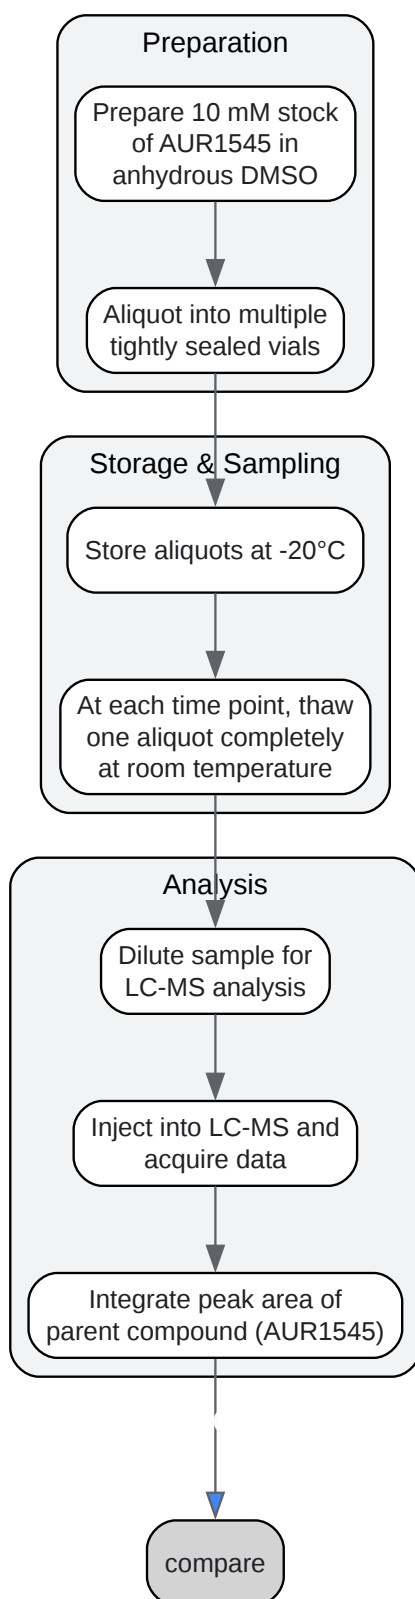 Preparation
Prepare 10 mM stock
of AUR1545 in
anhydrous DMSO
Aliquot into multiple
tightly sealed vials
Storage & Sampling
Store aliquots at -20°C
At each time point, thaw
one aliquot completely
at room temperature
Analysis
Dilute sample for
LC-MS analysis
Inject into LC-MS and
acquire data
Integrate peak area of
parent compound (AUR1545)
compare